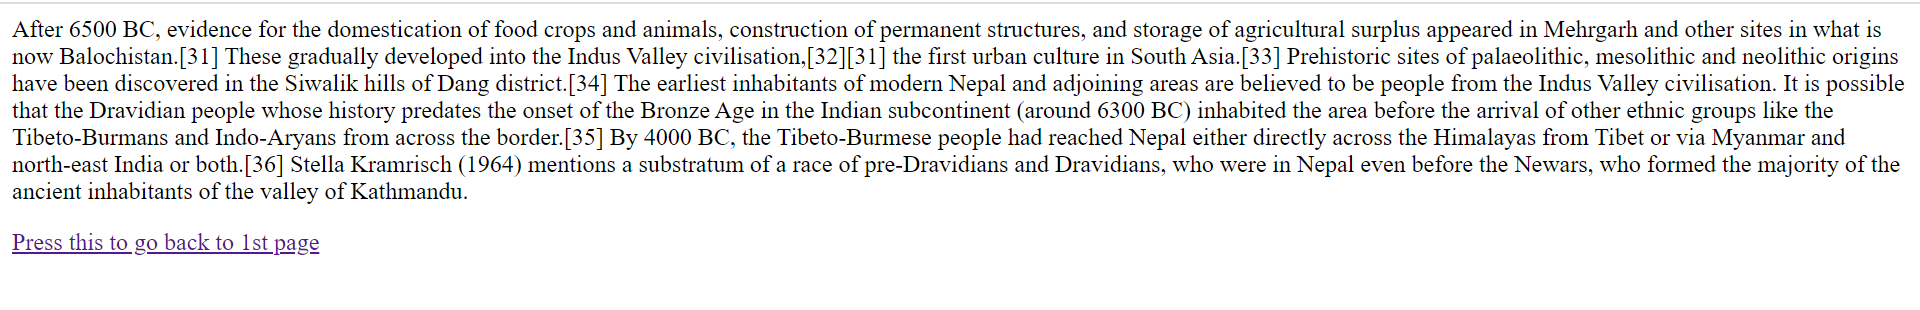 After 6500 BC, evidence for the domestication of food crops and animals, construction of permanent structures, and storage of agricultural surplus appeared in Mehrgarh and other sites in what is
now Balochistan.[31] These gradually developed into the Indus Valley civilisation,[32][31] the first urban culture in South Asia.[33] Prehistoric sites of palaeolithic, mesolithic and neolithic origins
have been discovered in the Siwalik hills of Dang district.[34] The earliest inhabitants of modern Nepal and adjoining areas are believed to be people from the Indus Valley civilisation. It is possible
that the Dravidian people whose history predates the onset of the Bronze Age in the Indian subcontinent (around 6300 BC) inhabited the area before the arrival of other ethnic groups like the
Tibeto-Burmans and Indo-Aryans from across the border.[35] By 4000 BC, the Tibeto-Burmese people had reached Nepal either directly across the Himalayas from Tibet or via Myanmar and
north-east India or both.[36] Stella Kramrisch (1964) mentions a substratum of a race of pre-Dravidians and Dravidians, who were in Nepal even before the Newars, who formed the majority of the
ancient inhabitants of the valley of Kathmandu.
Press this to go back to 1st page